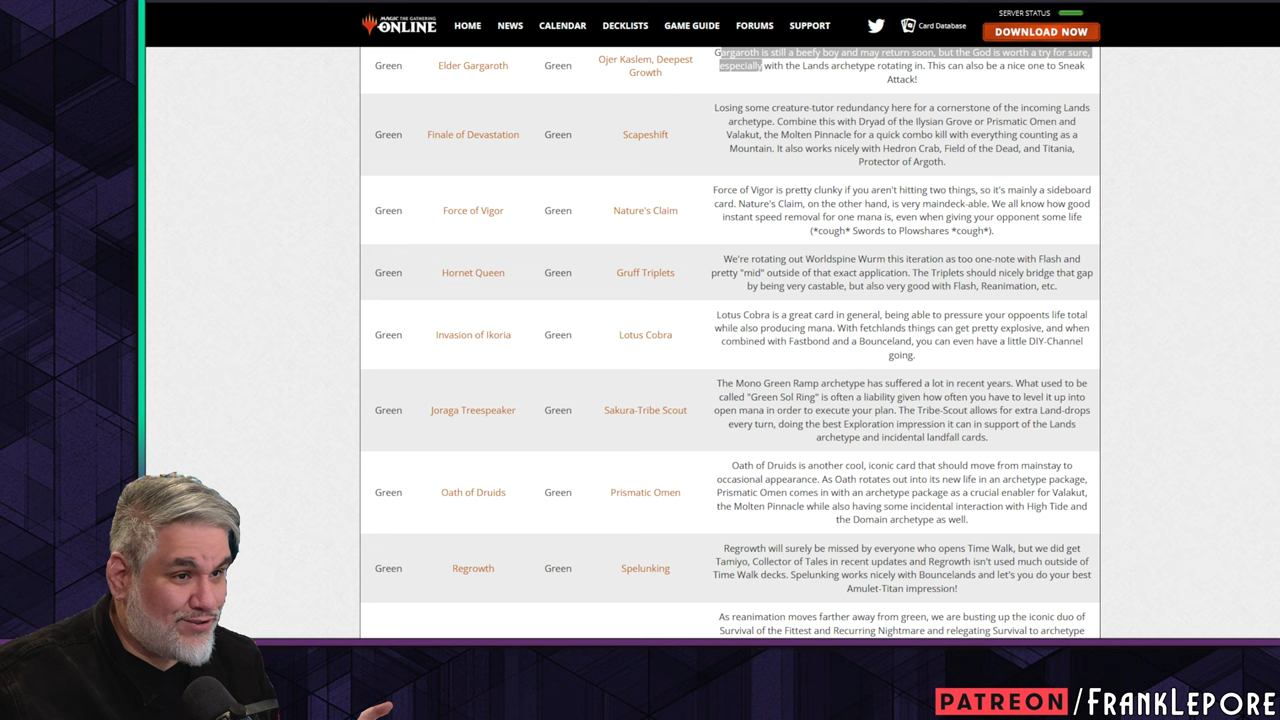 MAGIC THE GATHERING
ONLINE
HOME
NEWS
CALENDAR
DECKLISTS
GAME GUIDE
FORUMS
SUPPORT
Card Database
SERVER STATUS
DOWNLOAD NOW
Green
Elder Gargaroth
Green
Ojer Kaslem, Deepest
Growth
Gargaroth is still a beefy boy and may return soon, but the God is worth a try for sure,
especially with the Lands archetype rotating in. This can also be a nice one to Sneak
Attack!
Green
Finale of Devastation
Green
Scapeshift
Losing some creature-tutor redundancy here for a cornerstone of the incoming Lands
archetype. Combine this with Dryad of the Ilysian Grove or Prismatic Omen and
Valakut, the Molten Pinnacle for a quick combo kill with everything counting as a
Mountain. It also works nicely with Hedron Crab, Field of the Dead, and Titania,
Protector of Argoth.
Green
Force of Vigor
Green
Nature's Claim
Force of Vigor is pretty clunky if you aren't hitting two things, so it's mainly a sideboard
card. Nature's Claim, on the other hand, is very maindeck-able. We all know how good
instant speed removal for one mana is, even when giving your opponent some life
(*cough* Swords to Plowshares *cough*).
Green
Hornet Queen
Green
Gruff Triplets
We're rotating out Worldspine Wurm this iteration as too one-note with Flash and
pretty "mid" outside of that exact application. The Triplets should nicely bridge that gap
by being very castable, but also very good with Flash, Reanimation, etc.
Green
Invasion of Ikoria
Green
Lotus Cobra
Lotus Cobra is a great card in general, being able to pressure your oppoents life total
while also producing mana. With fetchlands things can get pretty explosive, and when
combined with Fastbond and a Bounceland, you can even have a little DIY-Channel
going.
Green
Joraga Treespeaker
Green
Sakura-Tribe Scout
The Mono Green Ramp archetype has suffered a lot in recent years. What used to be
called "Green Sol Ring" is often a liability given how often you have to level it up into
open mana in order to execute your plan. The Tribe-Scout allows for extra Land-drops
every turn, doing the best Exploration impression it can in support of the Lands
archetype and incidental landfall cards.
Green
Oath of Druids
Green
Prismatic Omen
Oath of Druids is another cool, iconic card that should move from mainstay to
occasional appearance. As Oath rotates out into its new life in an archetype package,
Prismatic Omen comes in with an archetype package as a crucial enabler for Valakut,
the Molten Pinnacle while also having some incidental interaction with High Tide and
the Domain archetype as well.
Green
Regrowth
Green
Spelunking
Regrowth will surely be missed by everyone who opens Time Walk, but we did get
Tamiyo, Collector of Tales in recent updates and Regrowth isn't used much outside of
Time Walk decks. Spelunking works nicely with Bouncelands and let's you do your best
Amulet-Titan impression!
As reanimation moves farther away from green, we are busting up the iconic duo of
Survival of the Fittest and Recurring Nightmare and relegating Survival to archetype
PATREON/FRANKLEPORE